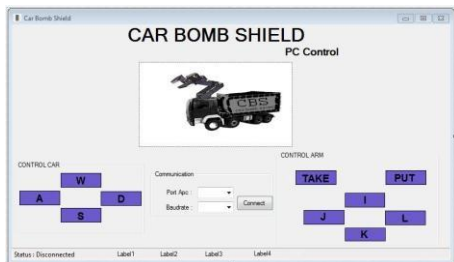 Car Bomb Shield
CAR BOMB SHIELD
PC Control
CBS
CONTROL CAR
W
A D
S
Communication
Port Apc :
Baudrate :
Connect
CONTROL ARM
TAKE PUT
I
J L
K
Status : Disconnected Label1 Label2 Label3 Label4